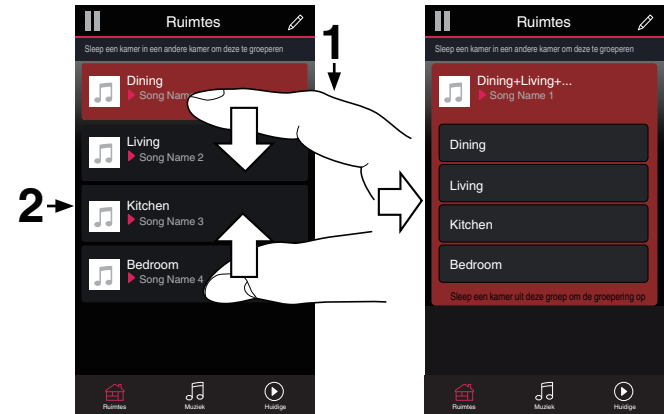 Ruimtes
Sleep een kamer in een andere kamer om deze te groeperen
Dining
Song Nam
Living
Song Name 2
Kitchen
Song Name 3
Bedroom
Song Name 4
Ruimtes
Muziek
Huidige
1
2
Ruimtes
Sleep een kamer in een andere kamer om deze te groeperen
Dining+Living+...
Song Name 1
Dining
Living
Kitchen
Bedroom
Sleep een kamer uit deze groep om de groepering op
Ruimtes
Muziek
Huidige